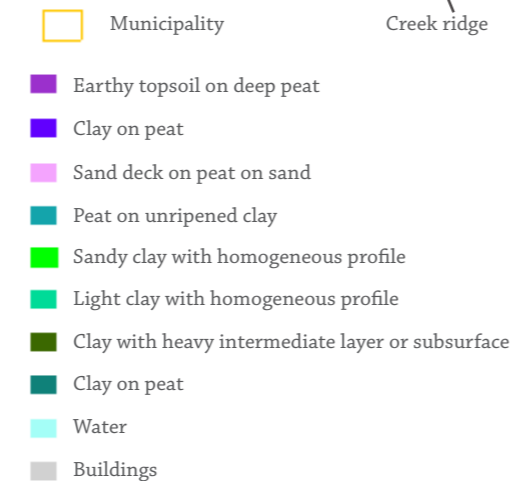 Municipality
Creek ridge
Earthy topsoil on deep peat
Clay on peat
Sand deck on peat on sand
Peat on unripened clay
Sandy clay with homogeneous profile
Light clay with homogeneous profile
Clay with heavy intermediate layer or subsurface
Clay on peat
Water
Buildings